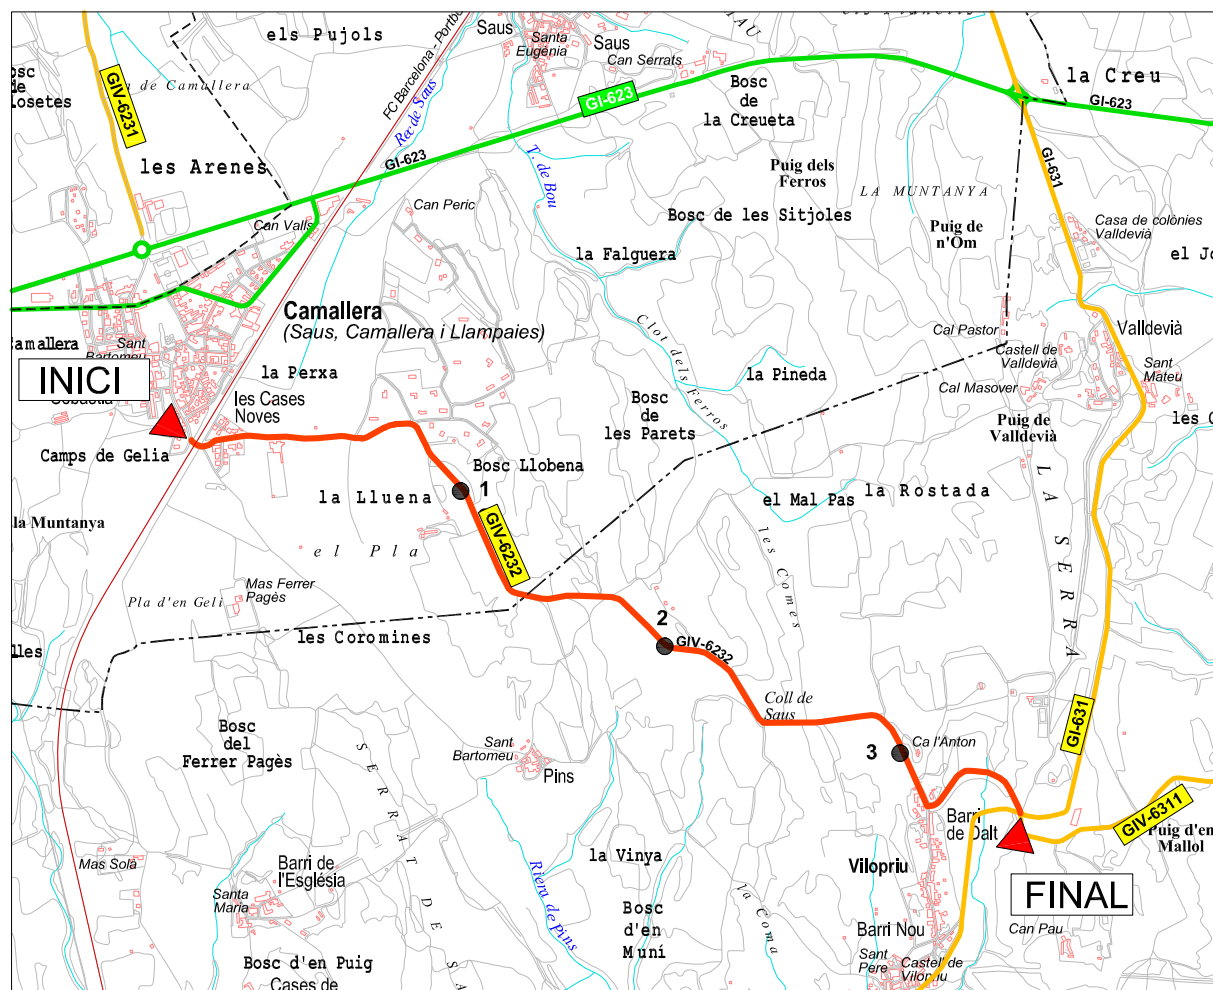 els Pujols
Saus
Santa
Eugènia
Saus
Can Serrats
FC Barcelona - Portbou
GIV-6231
de Camallera
Rec de Saus
GI-623
Bosc
de
la Creueta
la Creu
GI-623
les Arenes
GI-623
T. de Bou
Puig dels
Ferros
LA MUNTANYA
GI-631
Can Peric
Can Valls
Bosc de les Sitjoles
Puig de
n'Om
Casa de colònies
Valldevià
la Falguera
Camallera
(Saus, Camallera i Llampaies)
Clot dels Ferros
Cal Pastor
Valldevià
Sant
Bartomeu
Castell de
Valldevià
Sant
Mateu
INICI
la Perxa
la Pineda
Cal Masover
les Cases
Noves
Bosc
de
les Parets
Puig de
Valldevià
Camps de Gelia
Bosc Llobena
1
la Lluena
el Mal Pas
la Rostada
LA SERRA
la Muntanya
GIV-6232
el Pla
les Comes
Mas Ferrer
Pagès
Pla d'en Geli
les Coromines
2
GIV-6232
Coll de
Saus
GI-631
Bosc
del
Ferrer Pagès
SERRAT DE SA
Sant
Bartomeu
Pins
3
Ca l'Anton
GIV-6311
Barri
de Dalt
Puig d'en
Mallol
Mas Solà
Barri de
l'Església
la Vinya
Vilopriu
Riera de Pins
Va Coma
FINAL
Santa
Maria
Bosc
d'en
Muní
Barri Nou
Can Pau
Sant
Pere
Castell de
Vilopriu
Bosc d'en Puig
Cases de